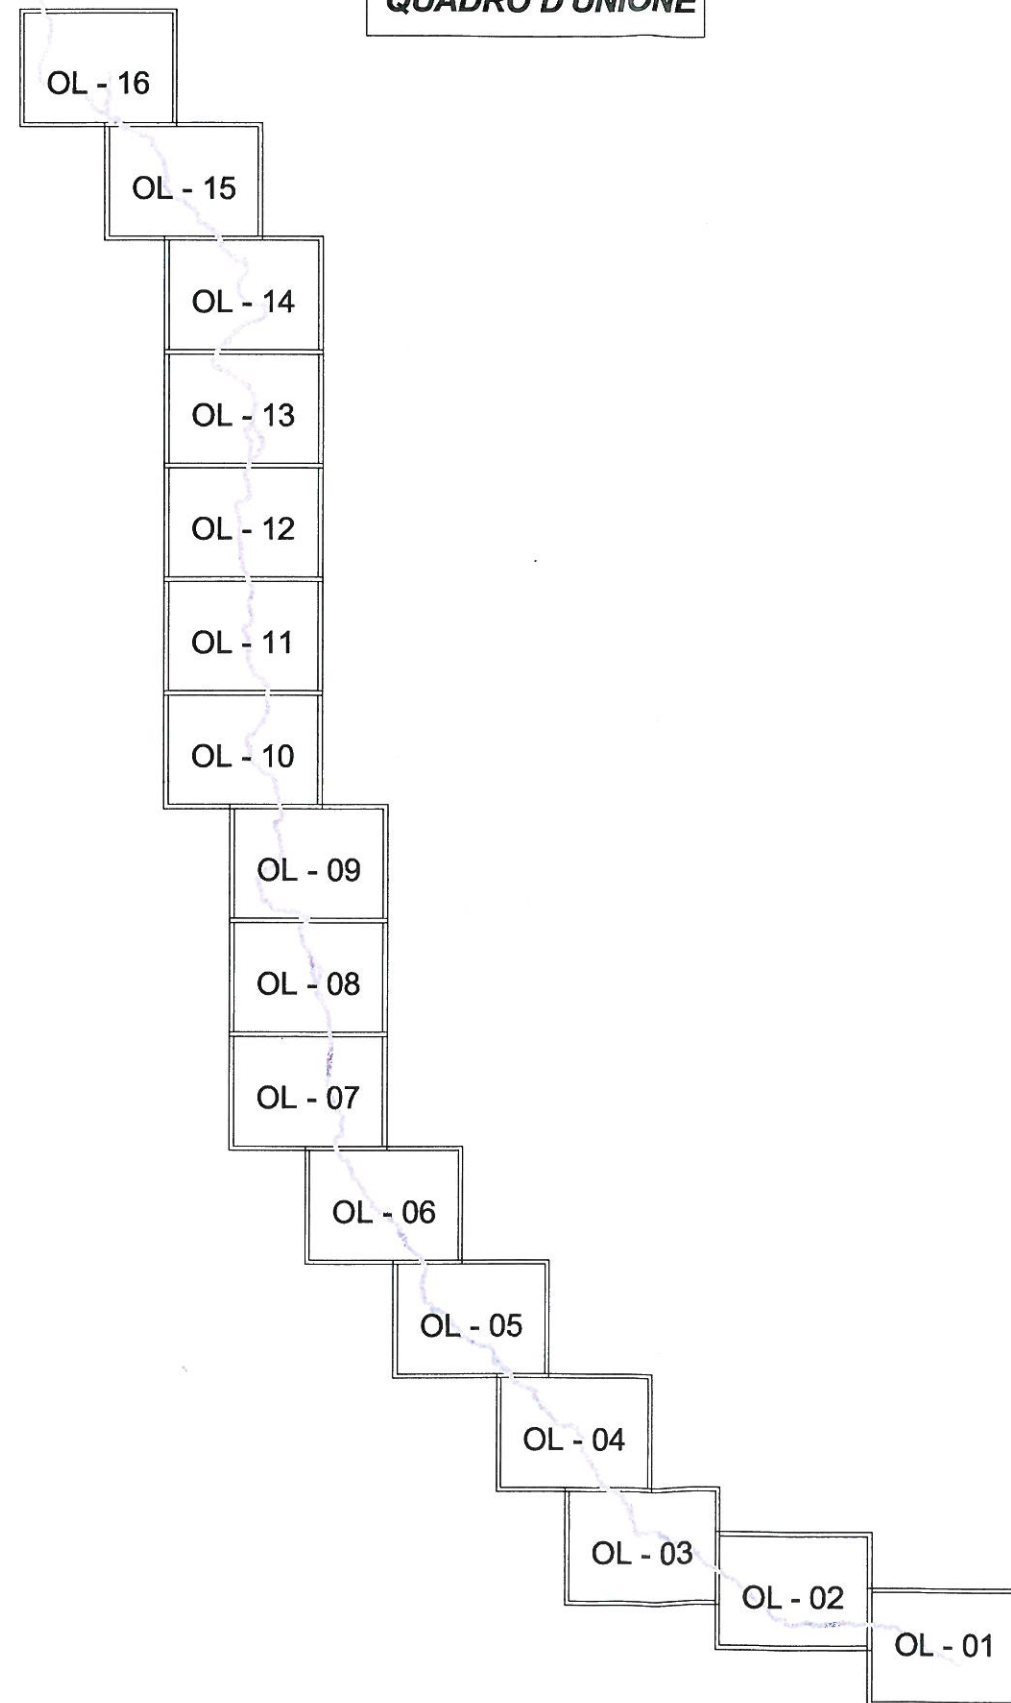 QUADRO D'UNIONE
OL - 16
OL - 15
OL - 14
OL - 13
OL - 12
OL - 11
OL - 10
OL - 09
OL - 08
OL - 07
OL - 06
OL - 05
OL - 04
OL - 03
OL - 02
OL - 01